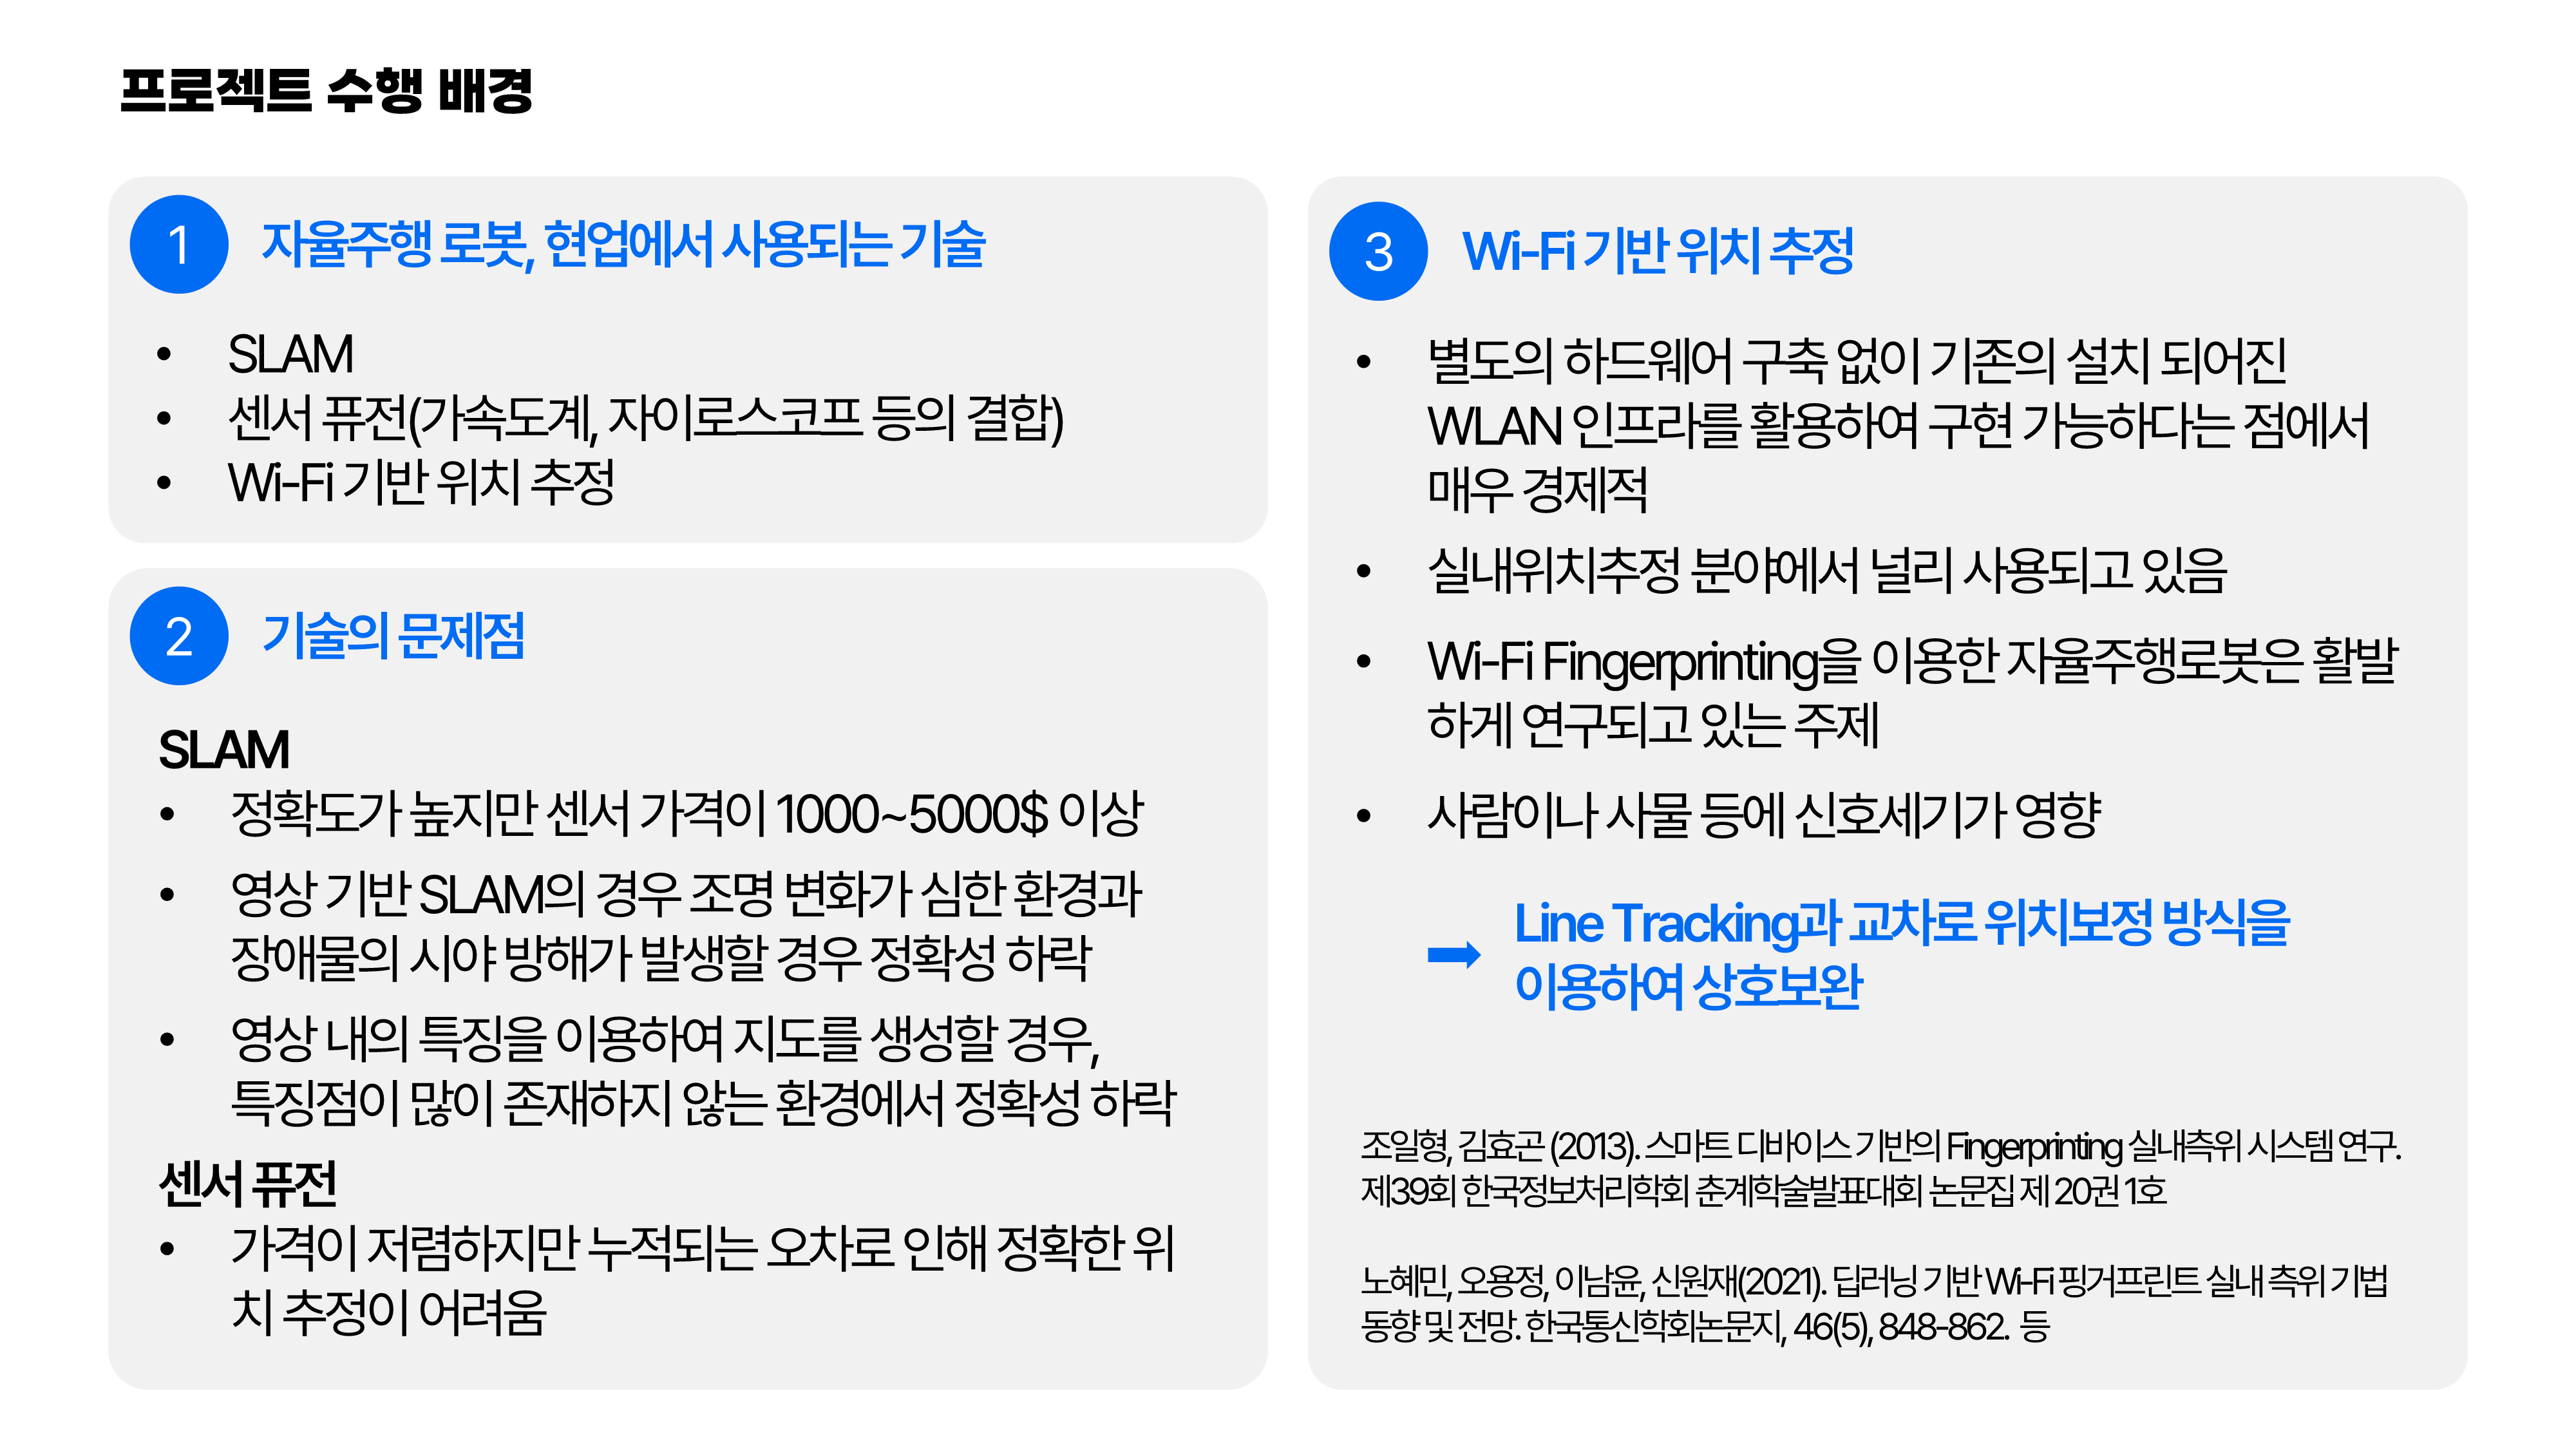 프로젝트 수행 배경
1 자율주행 로봇, 현업에서 사용되는 기술
• SLAM
• 센서 퓨전(가속도계, 자이로스코프 등의 결합)
• Wi-Fi 기반 위치 추정
2 기술의 문제점
SLAM
• 정확도가 높지만 센서 가격이 1000~5000$ 이상
• 영상 기반 SLAM의 경우 조명 변화가 심한 환경과
장애물의 시야 방해가 발생할 경우 정확성 하락
• 영상 내의 특징을 이용하여 지도를 생성할 경우,
특징점이 많이 존재하지 않는 환경에서 정확성 하락
센서 퓨전
• 가격이 저렴하지만 누적되는 오차로 인해 정확한 위
치 추정이 어려움
3 Wi-Fi 기반 위치 추정
• 별도의 하드웨어 구축 없이 기존의 설치 되어진
WLAN 인프라를 활용하여 구현 가능하다는 점에서
매우 경제적
• 실내위치추정 분야에서 널리 사용되고 있음
• Wi-Fi Fingerprinting을 이용한 자율주행로봇은 활발
하게 연구되고 있는 주제
• 사람이나 사물 등에 신호세기가 영향
Line Tracking과 교차로 위치보정 방식을
이용하여 상호보완
조일형, 김효곤 (2013). 스마트 디바이스 기반의 Fingerprinting 실내측위 시스템 연구.
제39회 한국정보처리학회 춘계학술발표대회 논문집 제 20권 1호
노혜민, 오용정, 이남윤, 신원재(2021). 딥러닝 기반 Wi-Fi 핑거프린트 실내 측위 기법
동향 및 전망. 한국통신학회논문지, 46(5), 848-862. 등